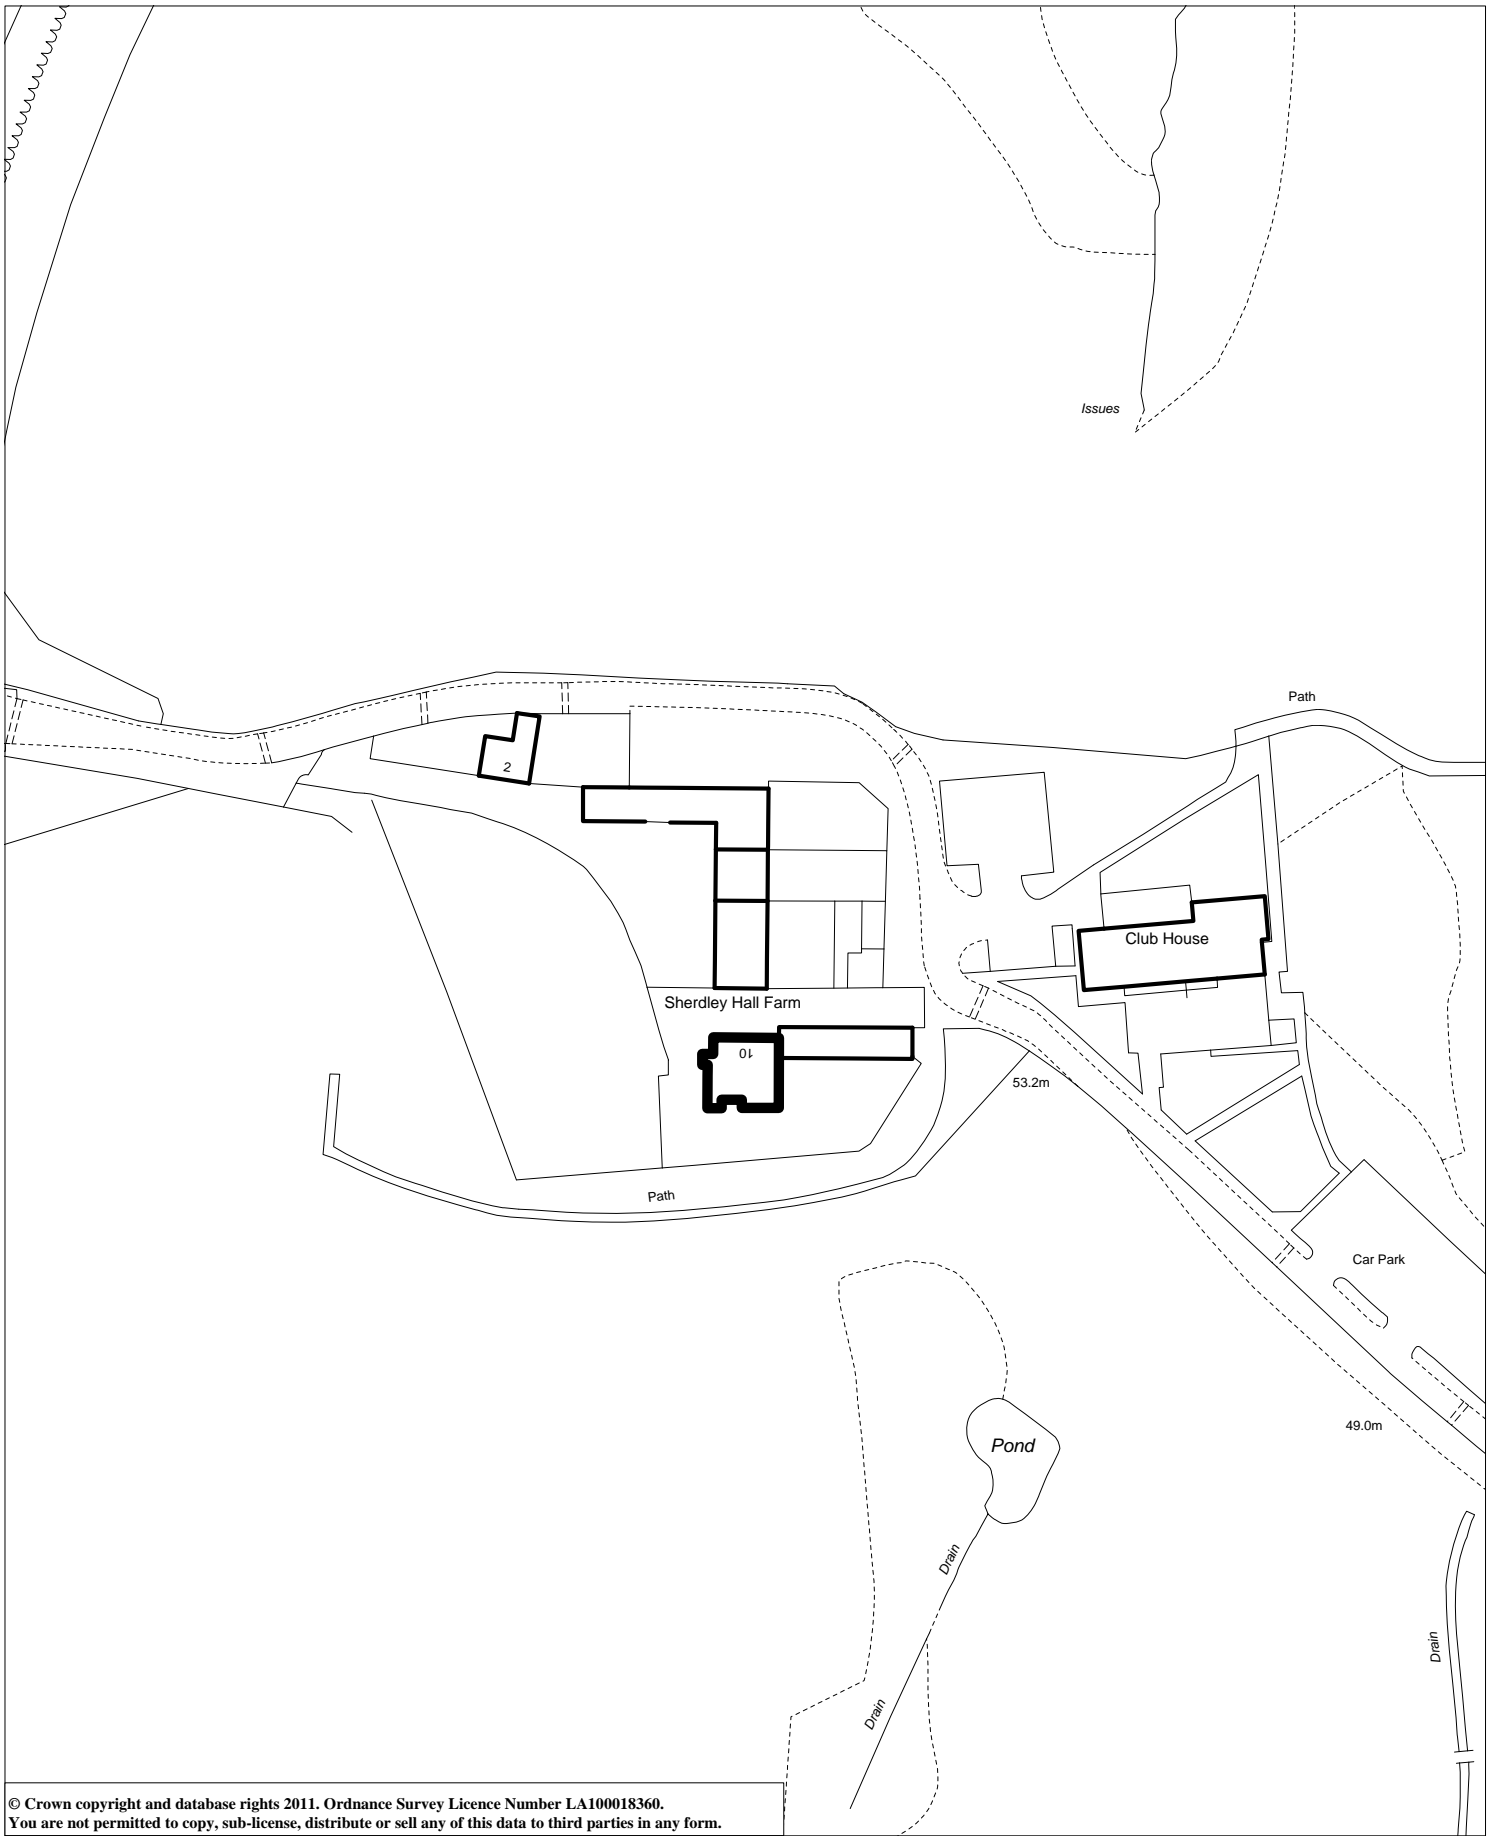 Issues
Path
2
Club House
Sherdley Hall Farm
10
53.2m
Path
Car Park
49.0m
Pond
Drain
Drain
Drain
© Crown copyright and database rights 2011. Ordnance Survey Licence Number LA100018360.
You are not permitted to copy, sub-license, distribute or sell any of this data to third parties in any form.